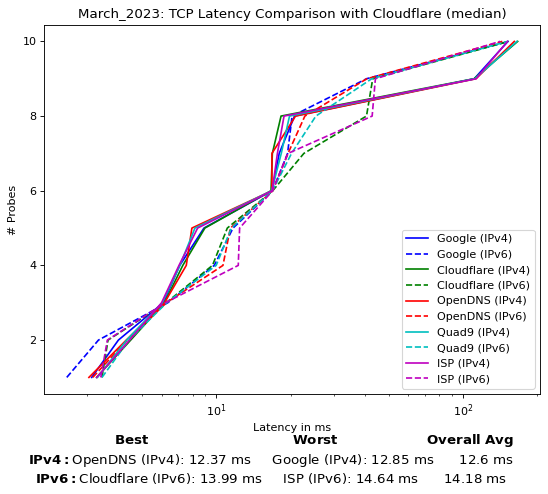 March_2023: TCP Latency Comparison with Cloudflare (median)
10
8
6
4
2
# Probes
Google (IPv4)
Google (IPv6)
Cloudflare (IPv4)
Cloudflare (IPv6)
OpenDNS (IPv4)
OpenDNS (IPv6)
Quad9 (IPv4)
Quad9 (IPv6)
ISP (IPv4)
ISP (IPv6)
10¹ 10²
Latency in ms
Best Worst Overall Avg
IPv4: OpenDNS (IPv4): 12.37 ms Google (IPv4): 12.85 ms 12.6 ms
IPv6: Cloudflare (IPv6): 13.99 ms ISP (IPv6): 14.64 ms 14.18 ms